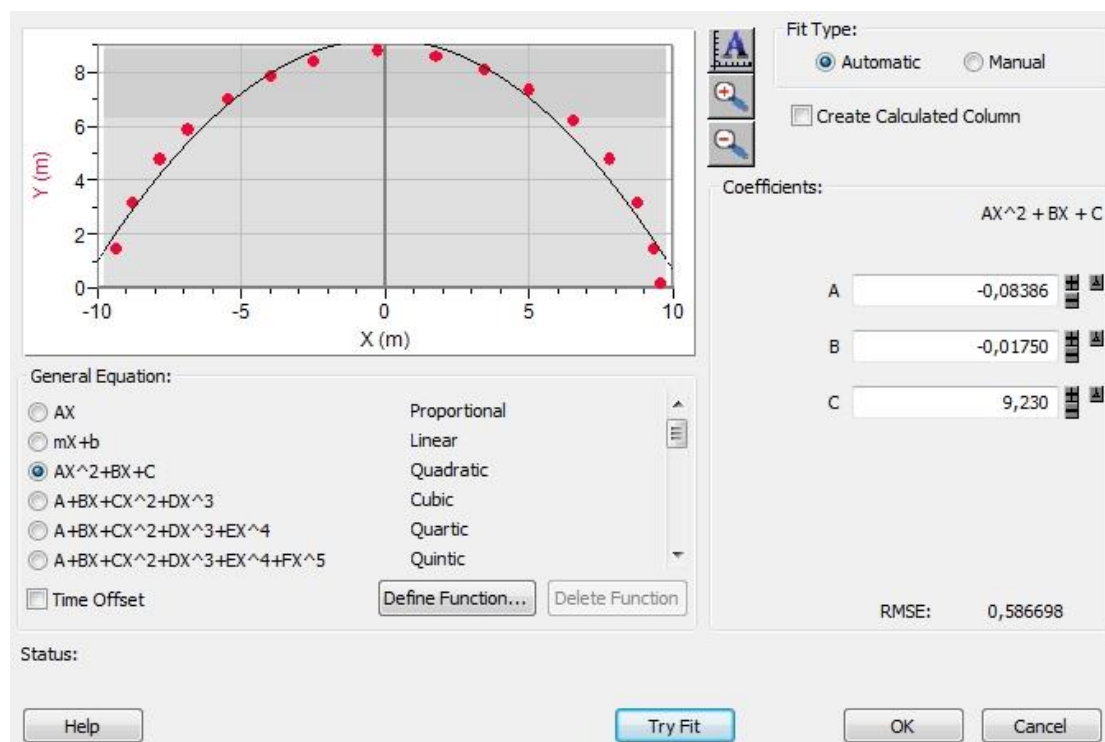 Fit Type:
Automatic Manual
Create Calculated Column
8
6
4
2
0
Y (m)
-10 -5 0 5 10
X (m)
Coefficients:
AX^2 + BX + C
A -0,08386
B -0,01750
C 9,230
RMSE: 0,586698
General Equation:
AX Proportional
mX+b Linear
AX^2+BX+C Quadratic
A+BX+CX^2+DX^3 Cubic
A+BX+CX^2+DX^3+EX^4 Quartic
A+BX+CX^2+DX^3+EX^4+FX^5 Quintic
Time Offset Define Function... Delete Function
Status:
Help Try Fit OK Cancel